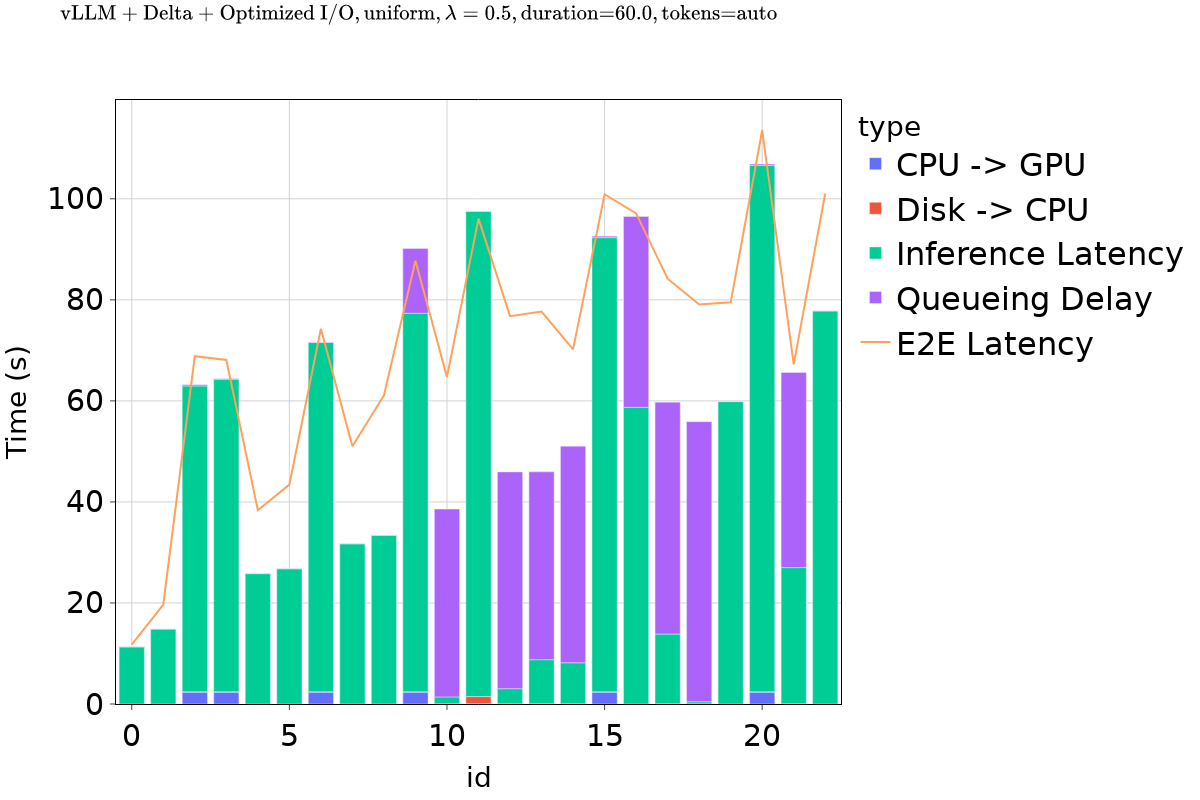 vLLM + Delta + Optimized I/O, uniform, λ = 0.5, duration=60.0, tokens=auto
type
CPU -> GPU
Disk -> CPU
Inference Latency
Queueing Delay
E2E Latency
Time (s)
100
80
60
40
20
0
0 5 10 15 20
id